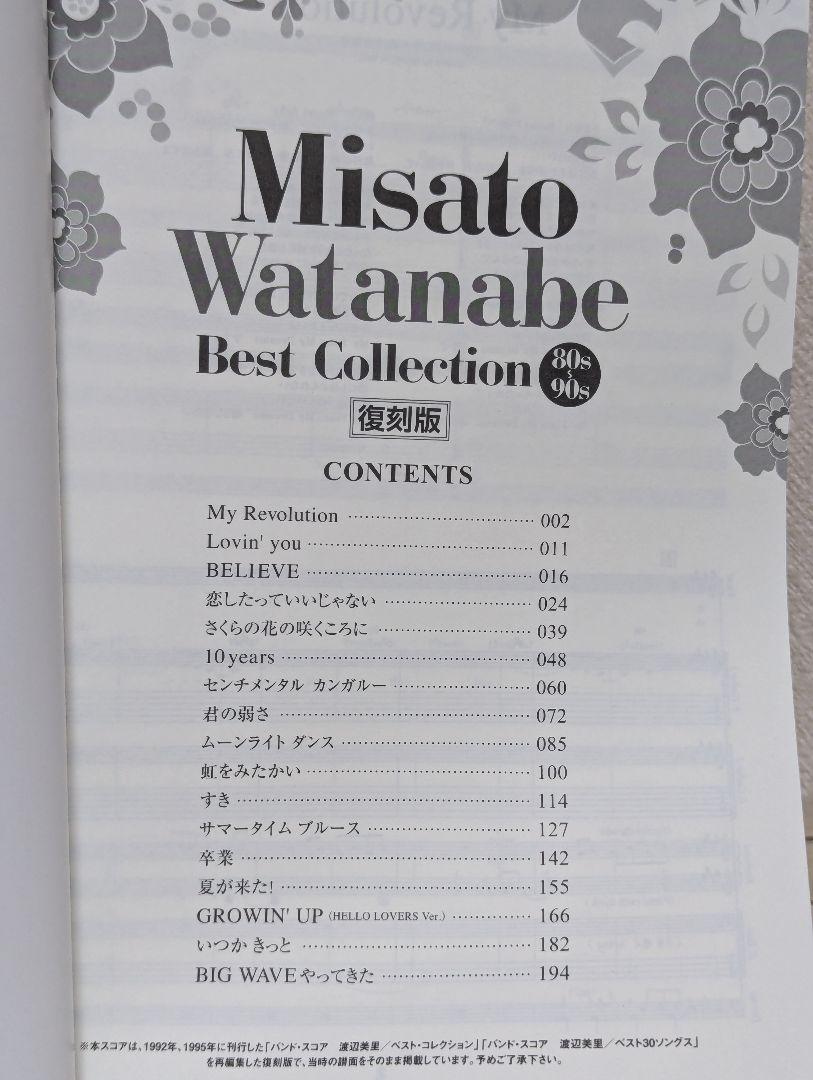 Misato
Watanabe
Best Collection 80s~90s
復刻版
CONTENTS
My Revolution 002
Lovin' you 011
BELIEVE 016
恋したっていいじゃない 024
さくらの花の咲くころに 039
10 years 048
センチメンタル カンガルー 060
君の弱さ 072
ムーンライト ダンス 085
虹をみたかい 100
すき 114
サマータイム ブルース 127
卒業 142
夏が来た! 155
GROWIN' UP (HELLO LOVERS Ver.) 166
いつか きっと 182
BIG WAVEやってきた 194
※本スコアは、1992年、1995年に刊行した「バンド・スコア 渡辺美里/ベスト・コレクション」「バンド・スコア 渡辺美里/ベスト30ソングス」
を再編集した復刻版で、当時の譜面をそのまま掲載しています。予めご了承下さい。